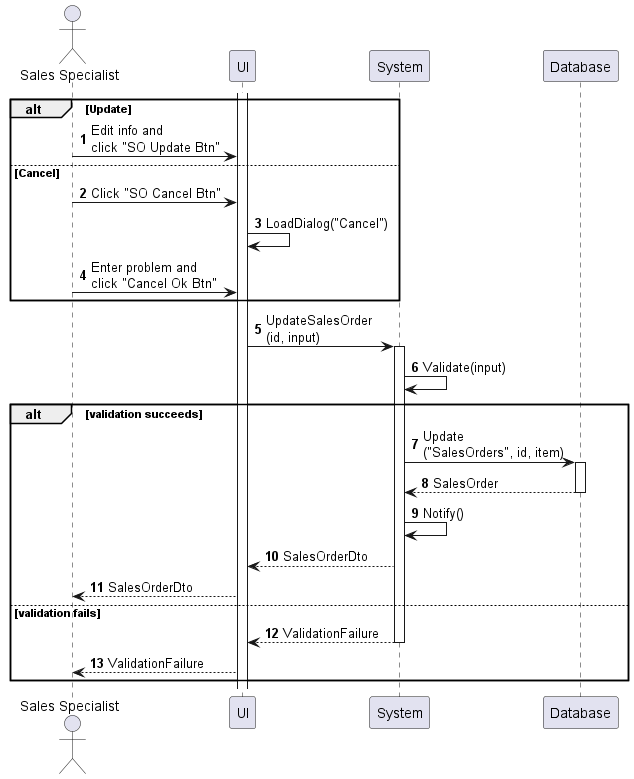 Sales Specialist
UI
System
Database
alt [Update]
1 Edit info and
click "SO Update Btn"
[Cancel]
2 Click "SO Cancel Btn"
3 LoadDialog("Cancel")
4 Enter problem and
click "Cancel Ok Btn"
5 UpdateSalesOrder
(id, input)
6 Validate(input)
alt [validation succeeds]
7 Update
("SalesOrders", id, item)
8 SalesOrder
9 Notify()
10 SalesOrderDto
11 SalesOrderDto
[validation fails]
12 ValidationFailure
13 ValidationFailure
Sales Specialist
UI
System
Database